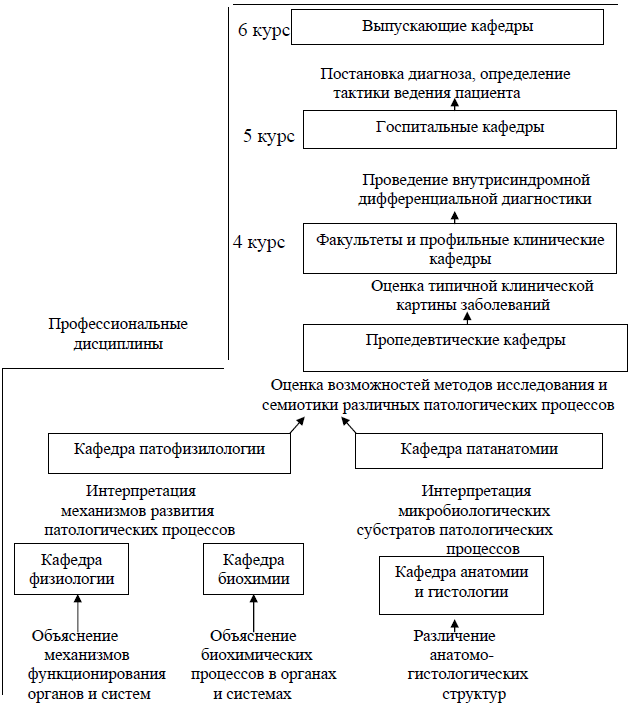 6 курс
Выпускающие кафедры
Постановка диагноза, определение
тактики ведения пациента
Госпитальные кафедры
5 курс
Проведение внутрисиндромной
дифференциальной диагностики
4 курс
Факультеты и профильные клинические
кафедры
Оценка типичной клинической
картины заболеваний
Профессиональные
дисциплины
Пропедевтические кафедры
Оценка возможностей методов исследования и
семиотики различных патологических процессов
Кафедра патофизилологии
Кафедра патанатомии
Интерпретация
механизмов развития
патологических процессов
Интерпретация
микробиологических
субстратов патологических
процессов
Кафедра
физиологии
Кафедра
биохимии
Кафедра анатомии
и гистологии
Объяснение
механизмов
функционирования
органов и систем
Объяснение
биохимических
процессов в органах
и системах
Различение
анатомо-
гистологических
структур